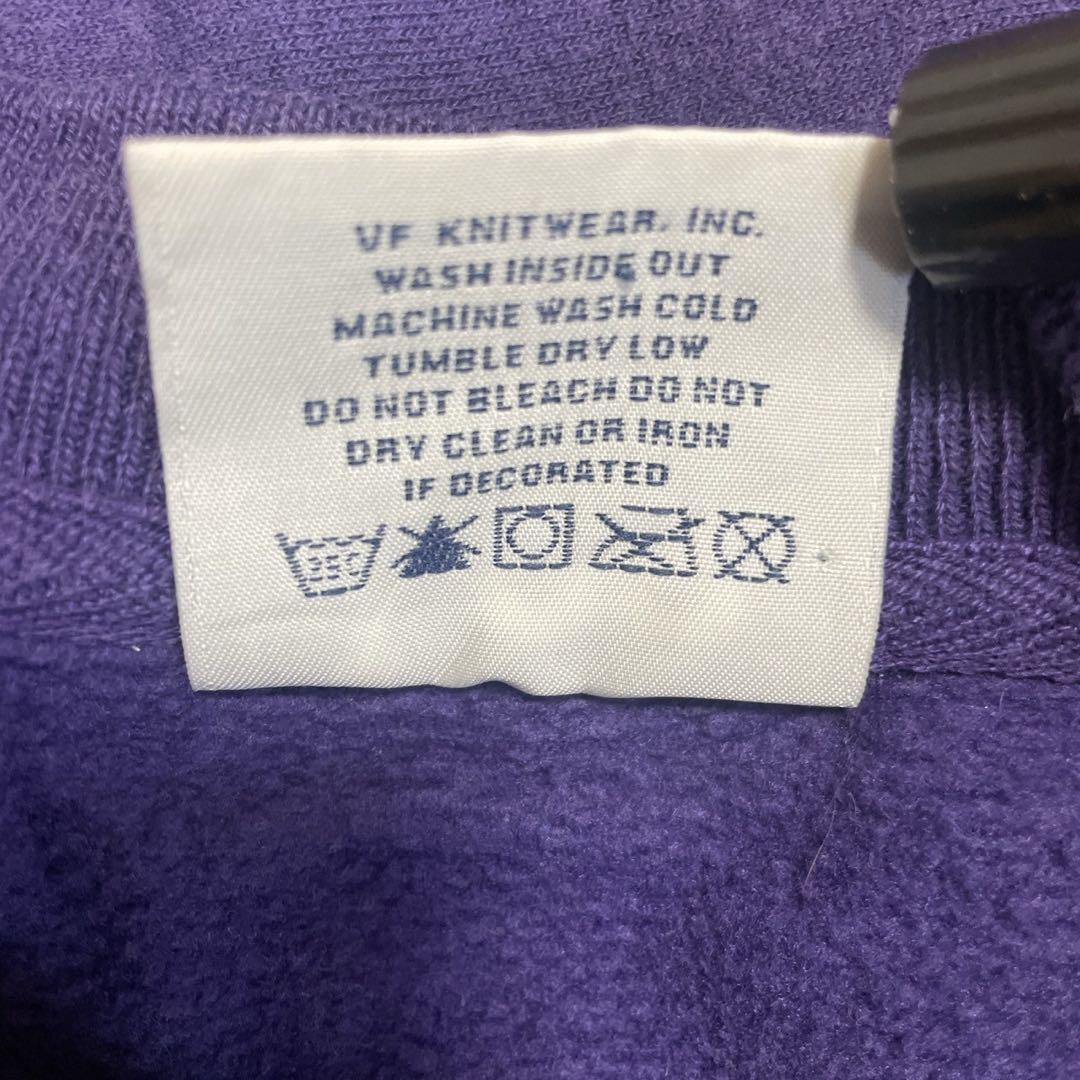 VF KNITWEAR, INC.
WASH INSIDE OUT
MACHINE WASH COLD
TUMBLE DRY LOW
DO NOT BLEACH DO NOT
DRY CLEAN OR IRON
IF DECORATED